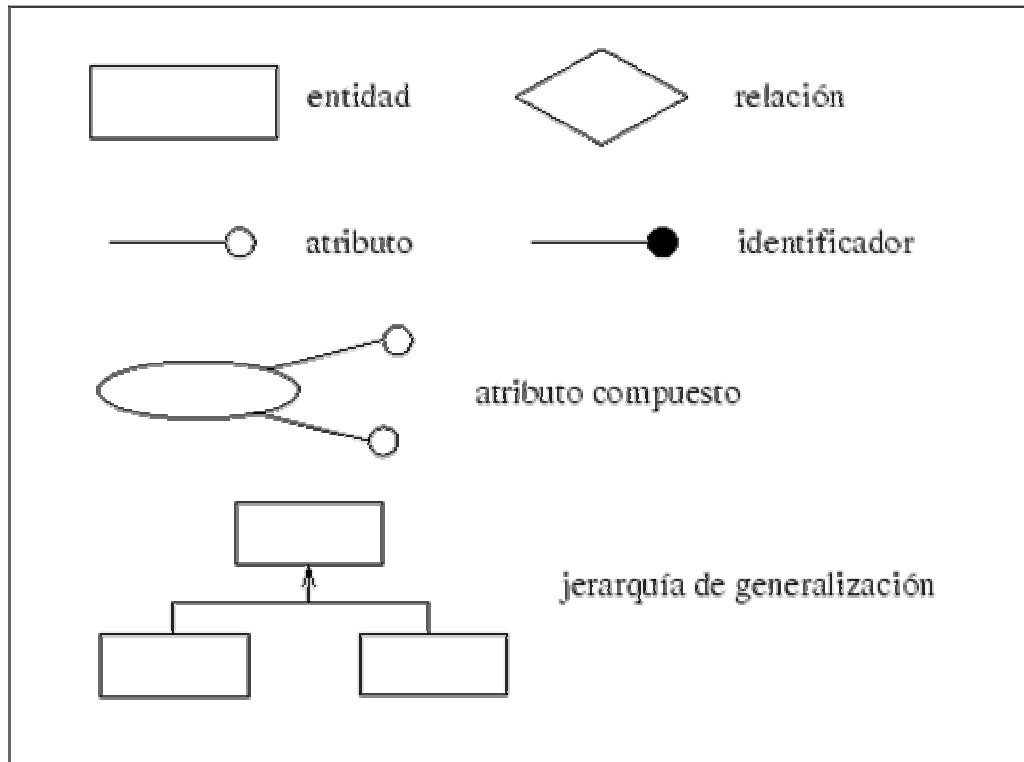 entidad
relación
atributo
identificador
atributo compuesto
jerarquía de generalización